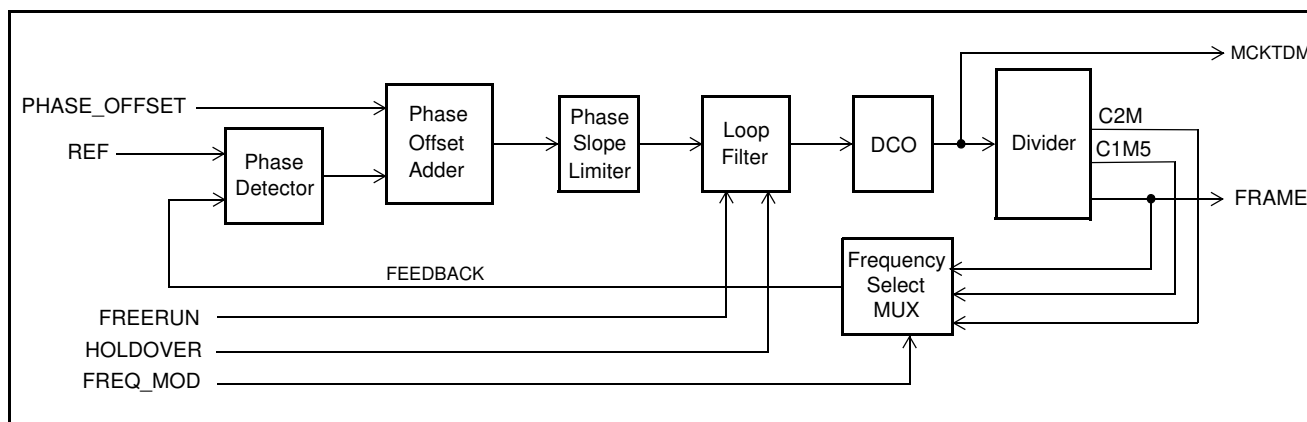 MCKTDM
PHASE_OFFSET
REF
Phase
Detector
Phase
Offset
Adder
Phase
Slope
Limiter
Loop
Filter
DCO
Divider
C2M
C1M5
FRAME
Frequency
Select
MUX
FEEDBACK
FREERUN
HOLDOVER
FREQ_MOD